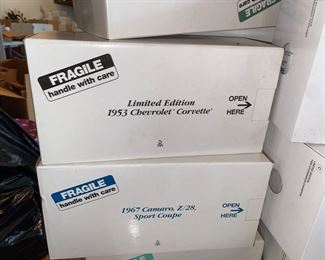 FRAGILE
handle with care
Limited Edition
1953 Chevrolet® Corvette®
OPEN
HERE
FRAGILE
handle with care
1967 Camaro, Z/28,
Sport Coupe
OPEN
HERE